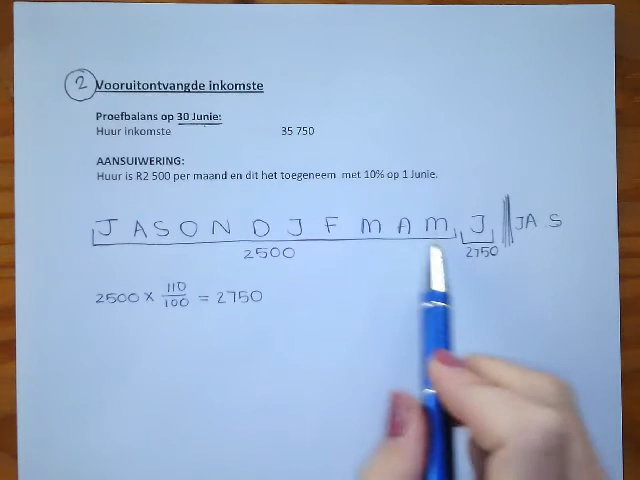 2 Vooruitontvangde inkomste
Proefbalans op 30 Junie:
Huur inkomste 35 750
AANSUIWERING:
Huur is R2 500 per maand en dit het toegeneem met 10% op 1 Junie.
J A S O N D J F M A M J J A S
2500 2750
2500 × 110/100 = 2750